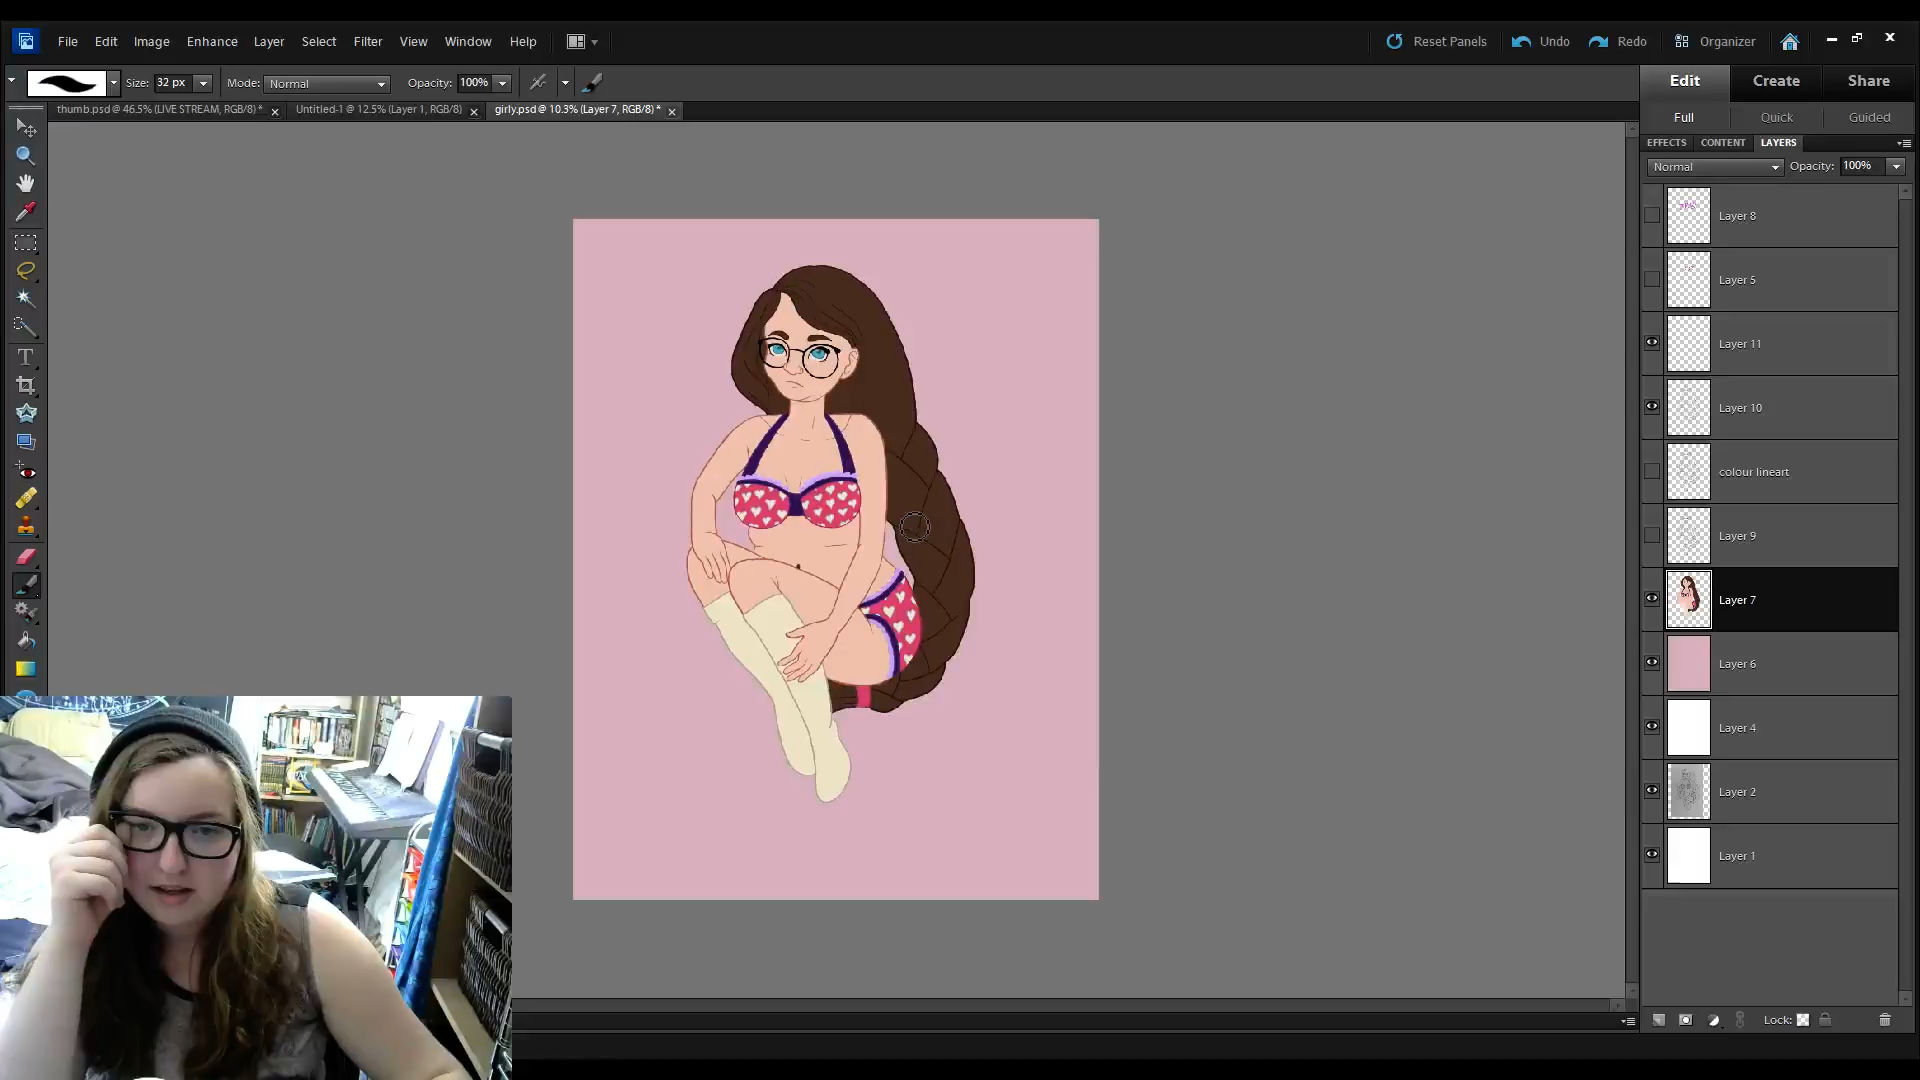 File Edit Image Enhance Layer Select Filter View Window Help Reset Panels Undo Redo Organizer
Size: 32 px Mode: Normal Opacity: 100% Edit Create Share
thumb.psd @ 46.5% (LIVE STREAM, RGB/8) * Untitled-1 @ 12.5% (Layer 1, RGB/8) girly.psd @ 10.3% (Layer 7, RGB/8) *
Full Quick Guided
EFFECTS CONTENT LAYERS
Normal Opacity: 100%
Layer 8
Layer 5
Layer 11
Layer 10
colour lineart
Layer 9
Layer 7
Layer 6
Layer 4
Layer 2
Layer 1
Lock: